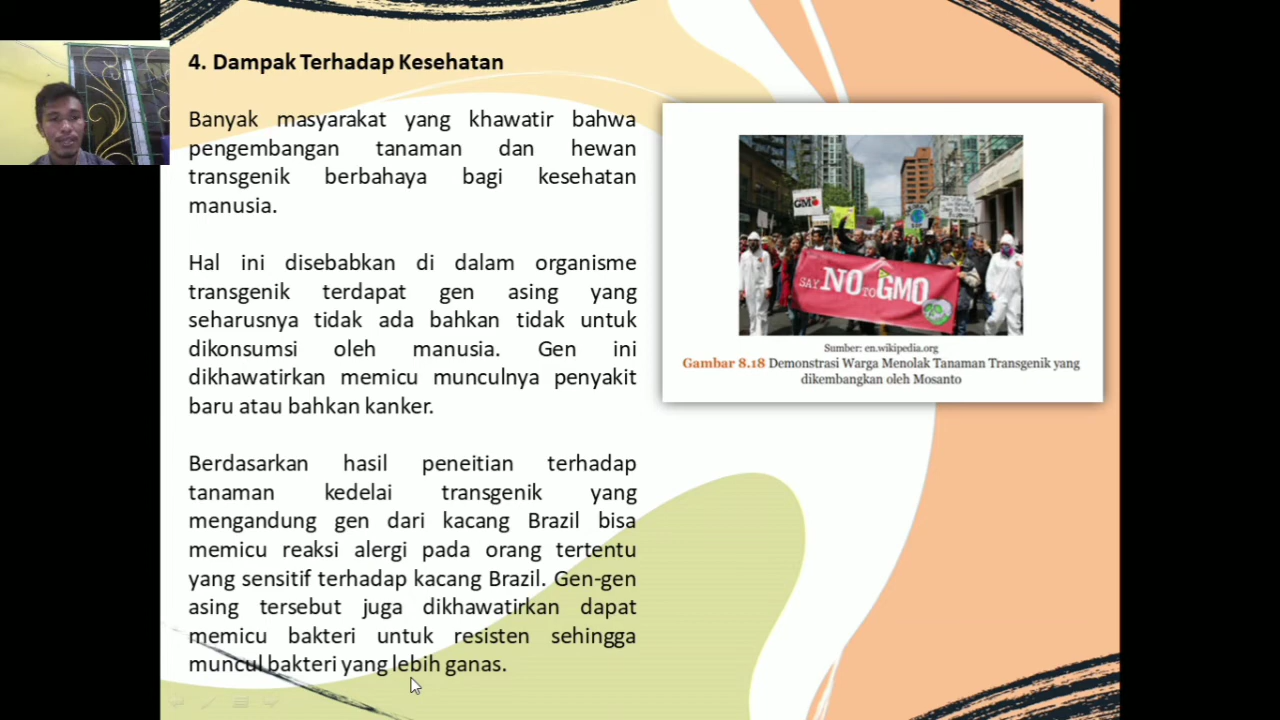 4. Dampak Terhadap Kesehatan
Banyak masyarakat yang khawatir bahwa
pengembangan tanaman dan hewan
transgenik berbahaya bagi kesehatan
manusia.
Hal ini disebabkan di dalam organisme
transgenik terdapat gen asing yang
seharusnya tidak ada bahkan tidak untuk
dikonsumsi oleh manusia. Gen ini
dikhawatirkan memicu munculnya penyakit
baru atau bahkan kanker.
Berdasarkan hasil peneitian terhadap
tanaman kedelai transgenik yang
mengandung gen dari kacang Brazil bisa
memicu reaksi alergi pada orang tertentu
yang sensitif terhadap kacang Brazil. Gen-gen
asing tersebut juga dikhawatirkan dapat
memicu bakteri untuk resisten sehingga
muncul bakteri yang lebih ganas.
GMO
SAY NO TO GMO
Sumber: en.wikipedia.org
Gambar 8.18 Demonstrasi Warga Menolak Tanaman Transgenik yang
dikembangkan oleh Mosanto